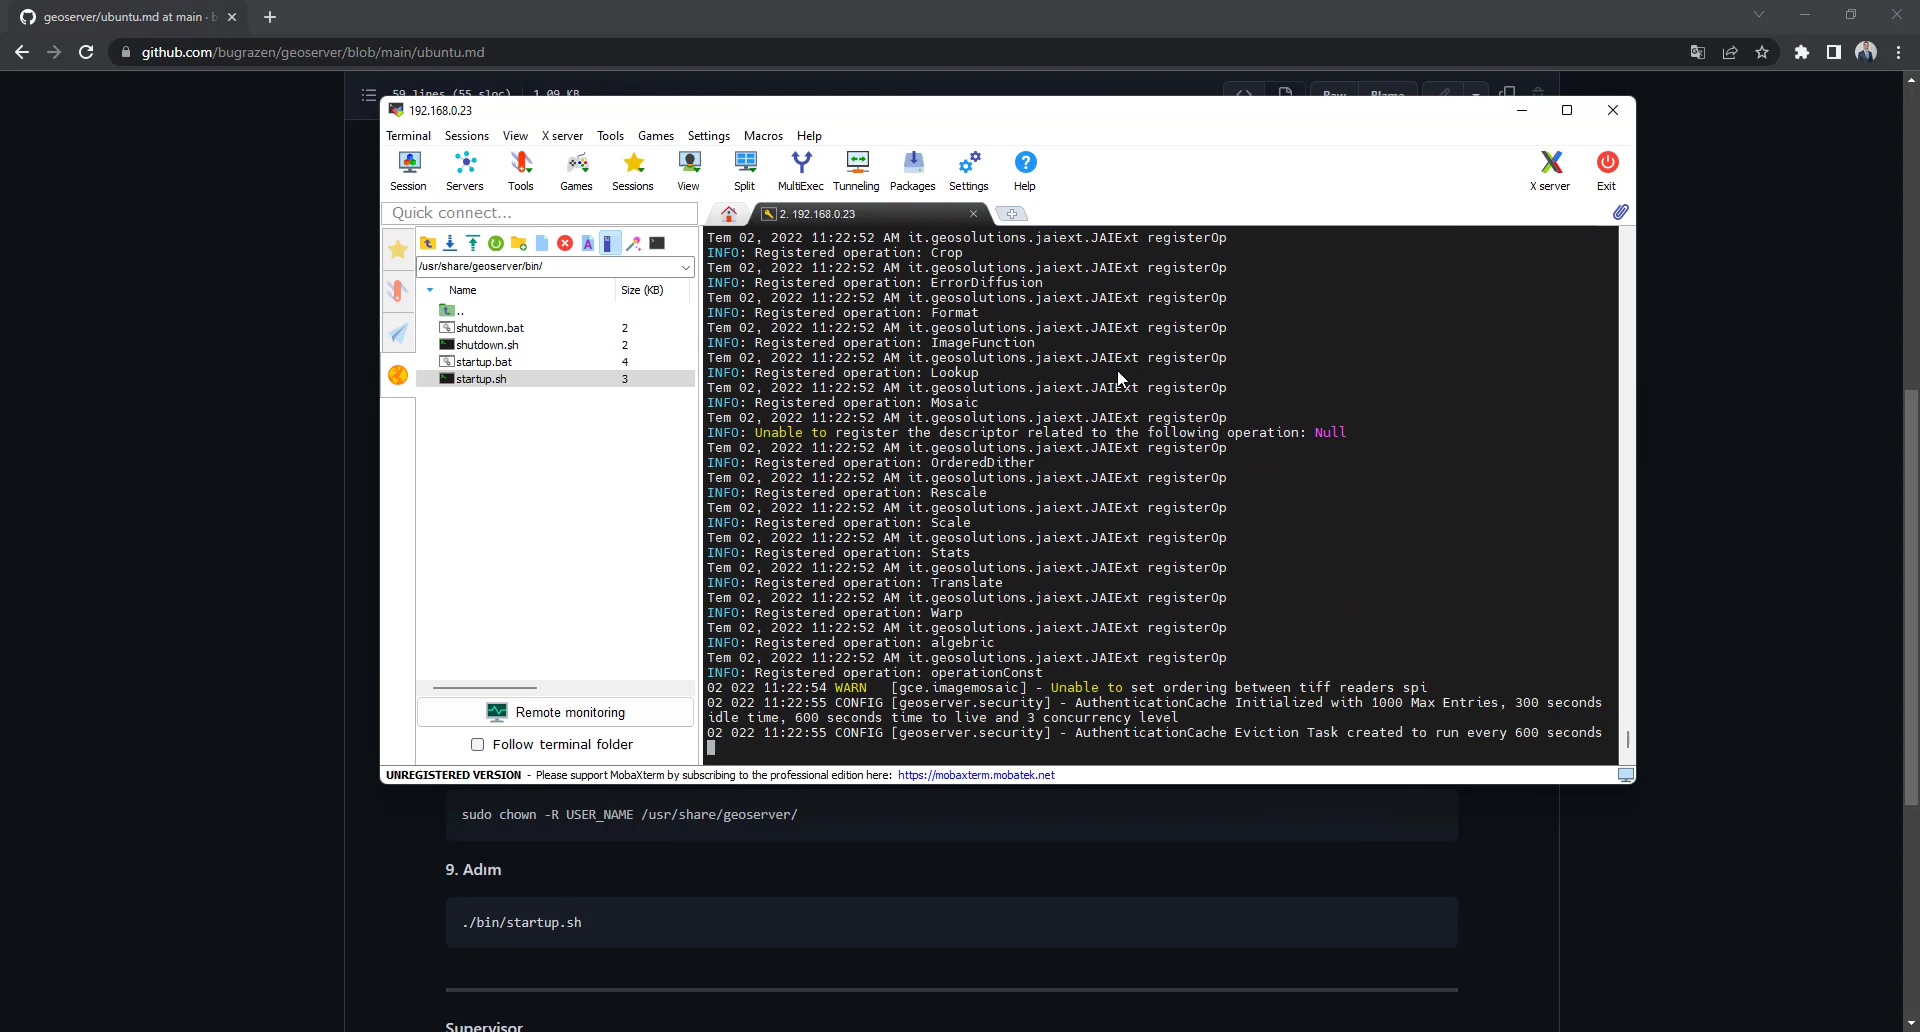 geoserver/ubuntu.md at main · b
github.com/bugrazen/geoserver/blob/main/ubuntu.md
59 lines (55 sloc) 1.09 KB
Raw Blame
192.168.0.23
Terminal Sessions View X server Tools Games Settings Macros Help
Session Servers Tools Games Sessions View Split MultiExec Tunneling Packages Settings Help X server Exit
Quick connect...
2. 192.168.0.23
/usr/share/geoserver/bin/
Name Size (KB)
..
shutdown.bat 2
shutdown.sh 2
startup.bat 4
startup.sh 3
Remote monitoring
Follow terminal folder
Tem 02, 2022 11:22:52 AM it.geosolutions.jaiext.JAIExt registerOp
INFO: Registered operation: Crop
Tem 02, 2022 11:22:52 AM it.geosolutions.jaiext.JAIExt registerOp
INFO: Registered operation: ErrorDiffusion
Tem 02, 2022 11:22:52 AM it.geosolutions.jaiext.JAIExt registerOp
INFO: Registered operation: Format
Tem 02, 2022 11:22:52 AM it.geosolutions.jaiext.JAIExt registerOp
INFO: Registered operation: ImageFunction
Tem 02, 2022 11:22:52 AM it.geosolutions.jaiext.JAIExt registerOp
INFO: Registered operation: Lookup
Tem 02, 2022 11:22:52 AM it.geosolutions.jaiext.JAIExt registerOp
INFO: Registered operation: Mosaic
Tem 02, 2022 11:22:52 AM it.geosolutions.jaiext.JAIExt registerOp
INFO: Unable to register the descriptor related to the following operation: Null
Tem 02, 2022 11:22:52 AM it.geosolutions.jaiext.JAIExt registerOp
INFO: Registered operation: OrderedDither
Tem 02, 2022 11:22:52 AM it.geosolutions.jaiext.JAIExt registerOp
INFO: Registered operation: Rescale
Tem 02, 2022 11:22:52 AM it.geosolutions.jaiext.JAIExt registerOp
INFO: Registered operation: Scale
Tem 02, 2022 11:22:52 AM it.geosolutions.jaiext.JAIExt registerOp
INFO: Registered operation: Stats
Tem 02, 2022 11:22:52 AM it.geosolutions.jaiext.JAIExt registerOp
INFO: Registered operation: Translate
Tem 02, 2022 11:22:52 AM it.geosolutions.jaiext.JAIExt registerOp
INFO: Registered operation: Warp
Tem 02, 2022 11:22:52 AM it.geosolutions.jaiext.JAIExt registerOp
INFO: Registered operation: algebric
Tem 02, 2022 11:22:52 AM it.geosolutions.jaiext.JAIExt registerOp
INFO: Registered operation: operationConst
02 022 11:22:54 WARN [gce.imagemosaic] - Unable to set ordering between tiff readers spi
02 022 11:22:55 CONFIG [geoserver.security] - AuthenticationCache Initialized with 1000 Max Entries, 300 seconds
idle time, 600 seconds time to live and 3 concurrency level
02 022 11:22:55 CONFIG [geoserver.security] - AuthenticationCache Eviction Task created to run every 600 seconds
UNREGISTERED VERSION - Please support MobaXterm by subscribing to the professional edition here: https://mobaxterm.mobatek.net
sudo chown -R USER_NAME /usr/share/geoserver/
9. Adım
./bin/startup.sh
Supervisor